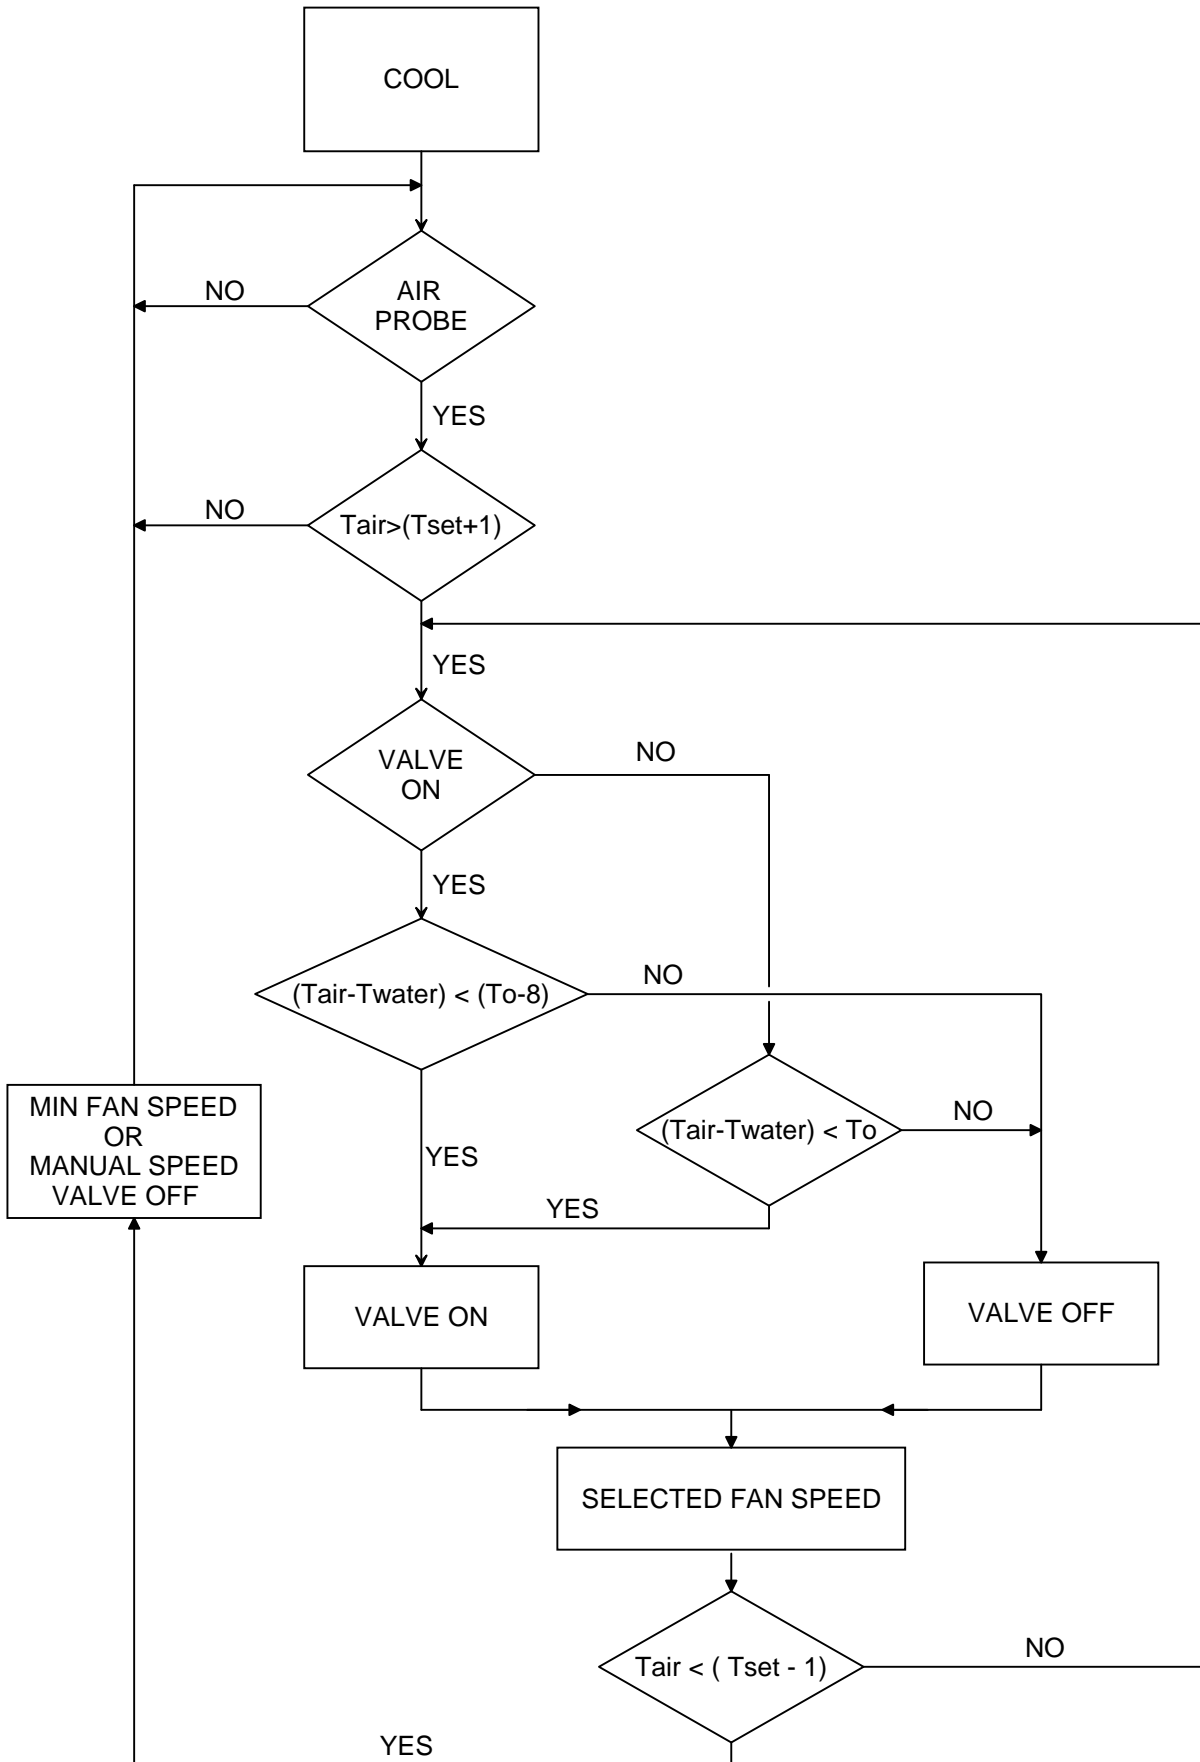 COOL
NO
AIR
PROBE
YES
NO
Tair>(Tset+1)
YES
VALVE
ON
NO
YES
(Tair-Twater) < (To-8)
NO
MIN FAN SPEED
OR
MANUAL SPEED
VALVE OFF
(Tair-Twater) < To
NO
YES
YES
VALVE ON
VALVE OFF
SELECTED FAN SPEED
Tair < ( Tset - 1)
NO
YES